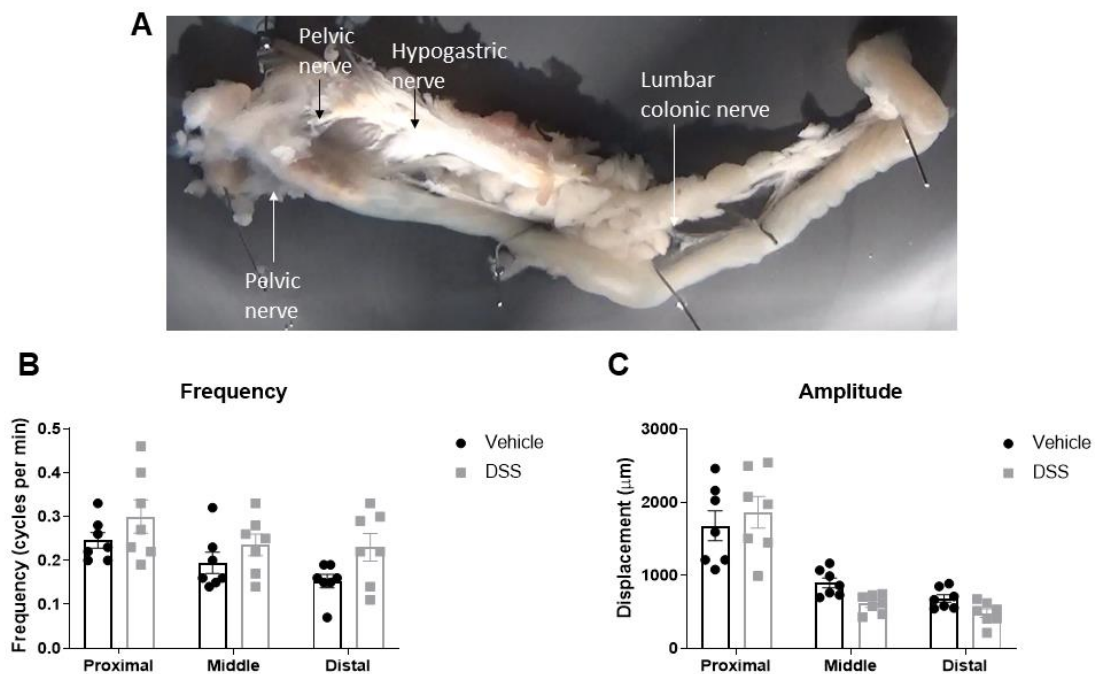 A
Pelvic
nerve
Hypogastric
nerve
Lumbar
colonic nerve
Pelvic
nerve
B
Frequency
Frequency (cycles per min)
0.5
0.4
0.3
0.2
0.1
0.0
Proximal
Middle
Distal
Vehicle
DSS
C
Amplitude
Displacement (μm)
3000
2000
1000
0
Proximal
Middle
Distal
Vehicle
DSS